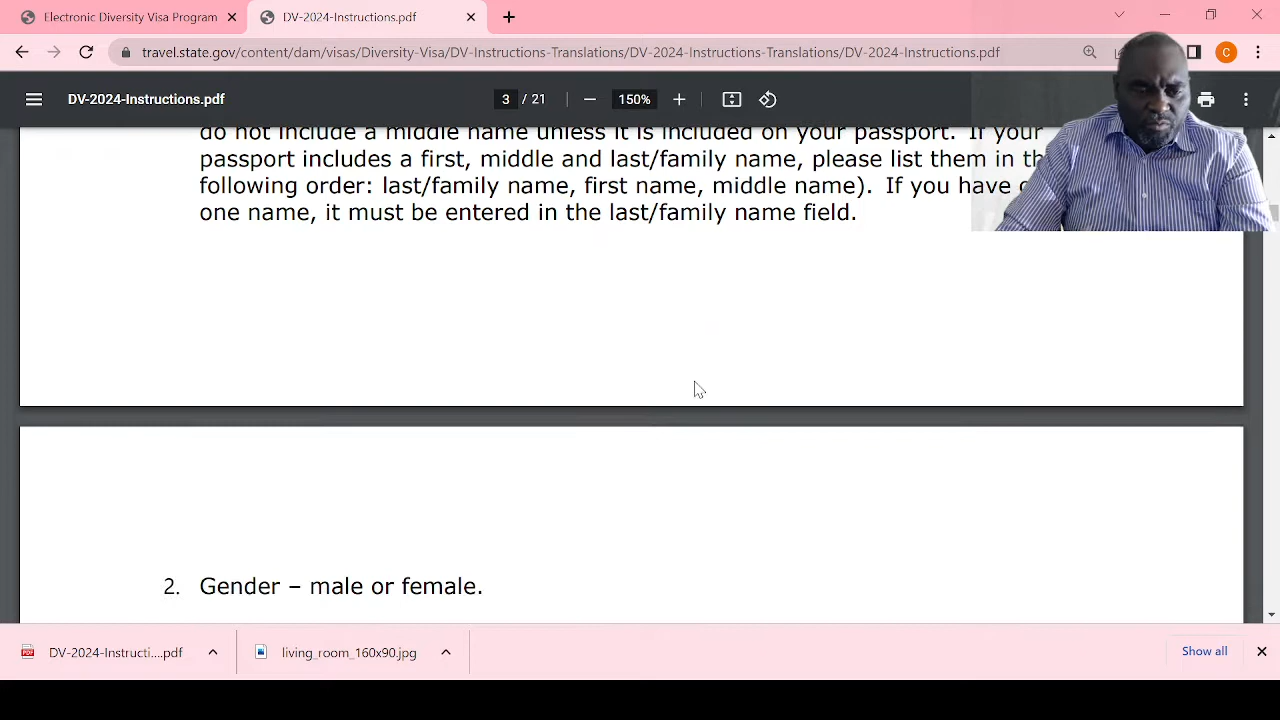 Electronic Diversity Visa Program
DV-2024-Instructions.pdf
travel.state.gov/content/dam/visas/Diversity-Visa/DV-Instructions-Translations/DV-2024-Instructions-Translations/DV-2024-Instructions.pdf
C
DV-2024-Instructions.pdf
3 / 21
150%
do not include a middle name unless it is included on your passport. If your
passport includes a first, middle and last/family name, please list them in
following order: last/family name, first name, middle name). If you have
one name, it must be entered in the last/family name field.
2. Gender – male or female.
PDF
DV-2024-Instructi....pdf
living_room_160x90.jpg
Show all